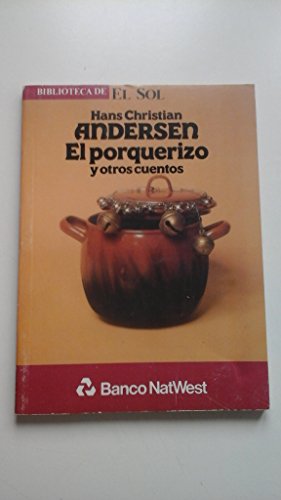 BIBLIOTECA DE EL SOL
Hans Christian
ANDERSEN
El porquerizo
y otros cuentos
Banco NatWest